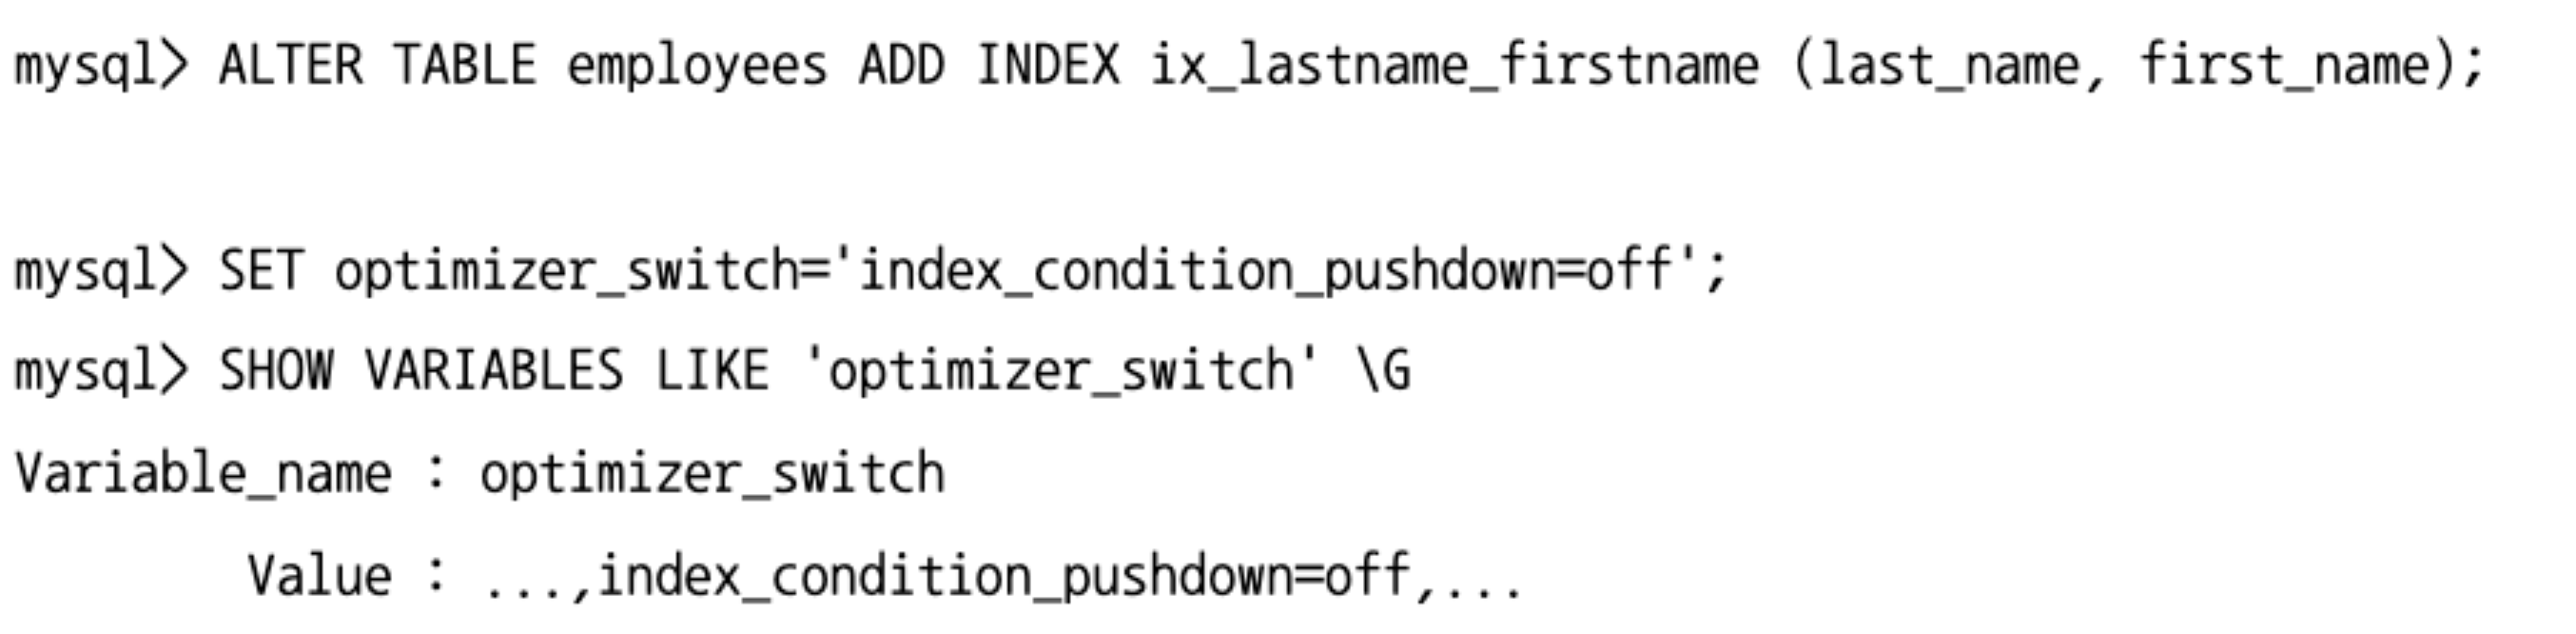 mysql> ALTER TABLE employees ADD INDEX ix_lastname_firstname (last_name, first_name);
mysql> SET optimizer_switch='index_condition_pushdown=off';
mysql> SHOW VARIABLES LIKE 'optimizer_switch' \G
Variable_name : optimizer_switch
Value : ...,index_condition_pushdown=off,...